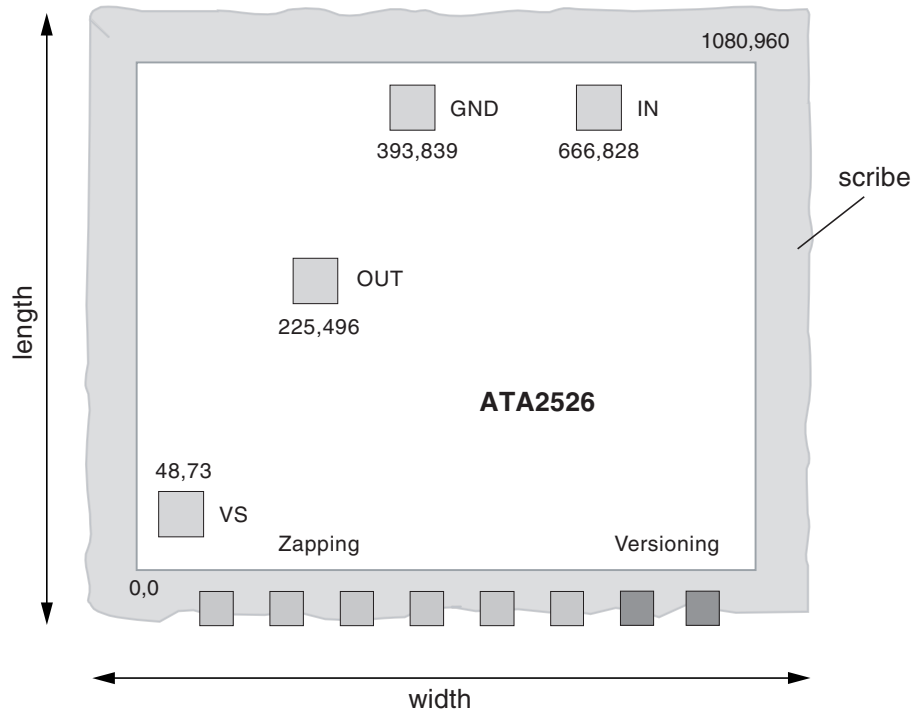 1080,960
GND
IN
393,839
666,828
scribe
OUT
225,496
length
ATA2526
48,73
VS
Zapping
Versioning
0,0
width